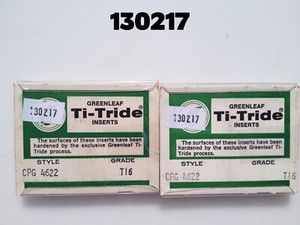 130217
130217
GREENLEAF
Ti-Tride®
INSERTS
The surfaces of these inserts have been
hardened by the exclusive Greenleaf Ti-
Tride process.
STYLE GRADE
CPG 4622 TI6
130217
GREENLEAF
Ti-Tride®
INSERTS
The surfaces of these inserts have been
hardened by the exclusive Greenleaf Ti-
Tride process.
STYLE GRADE
CPG 4622 TI6